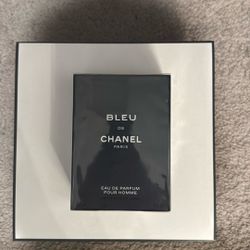 BLEU
DE
CHANEL
PARIS
EAU DE PARFUM
POUR HOMME